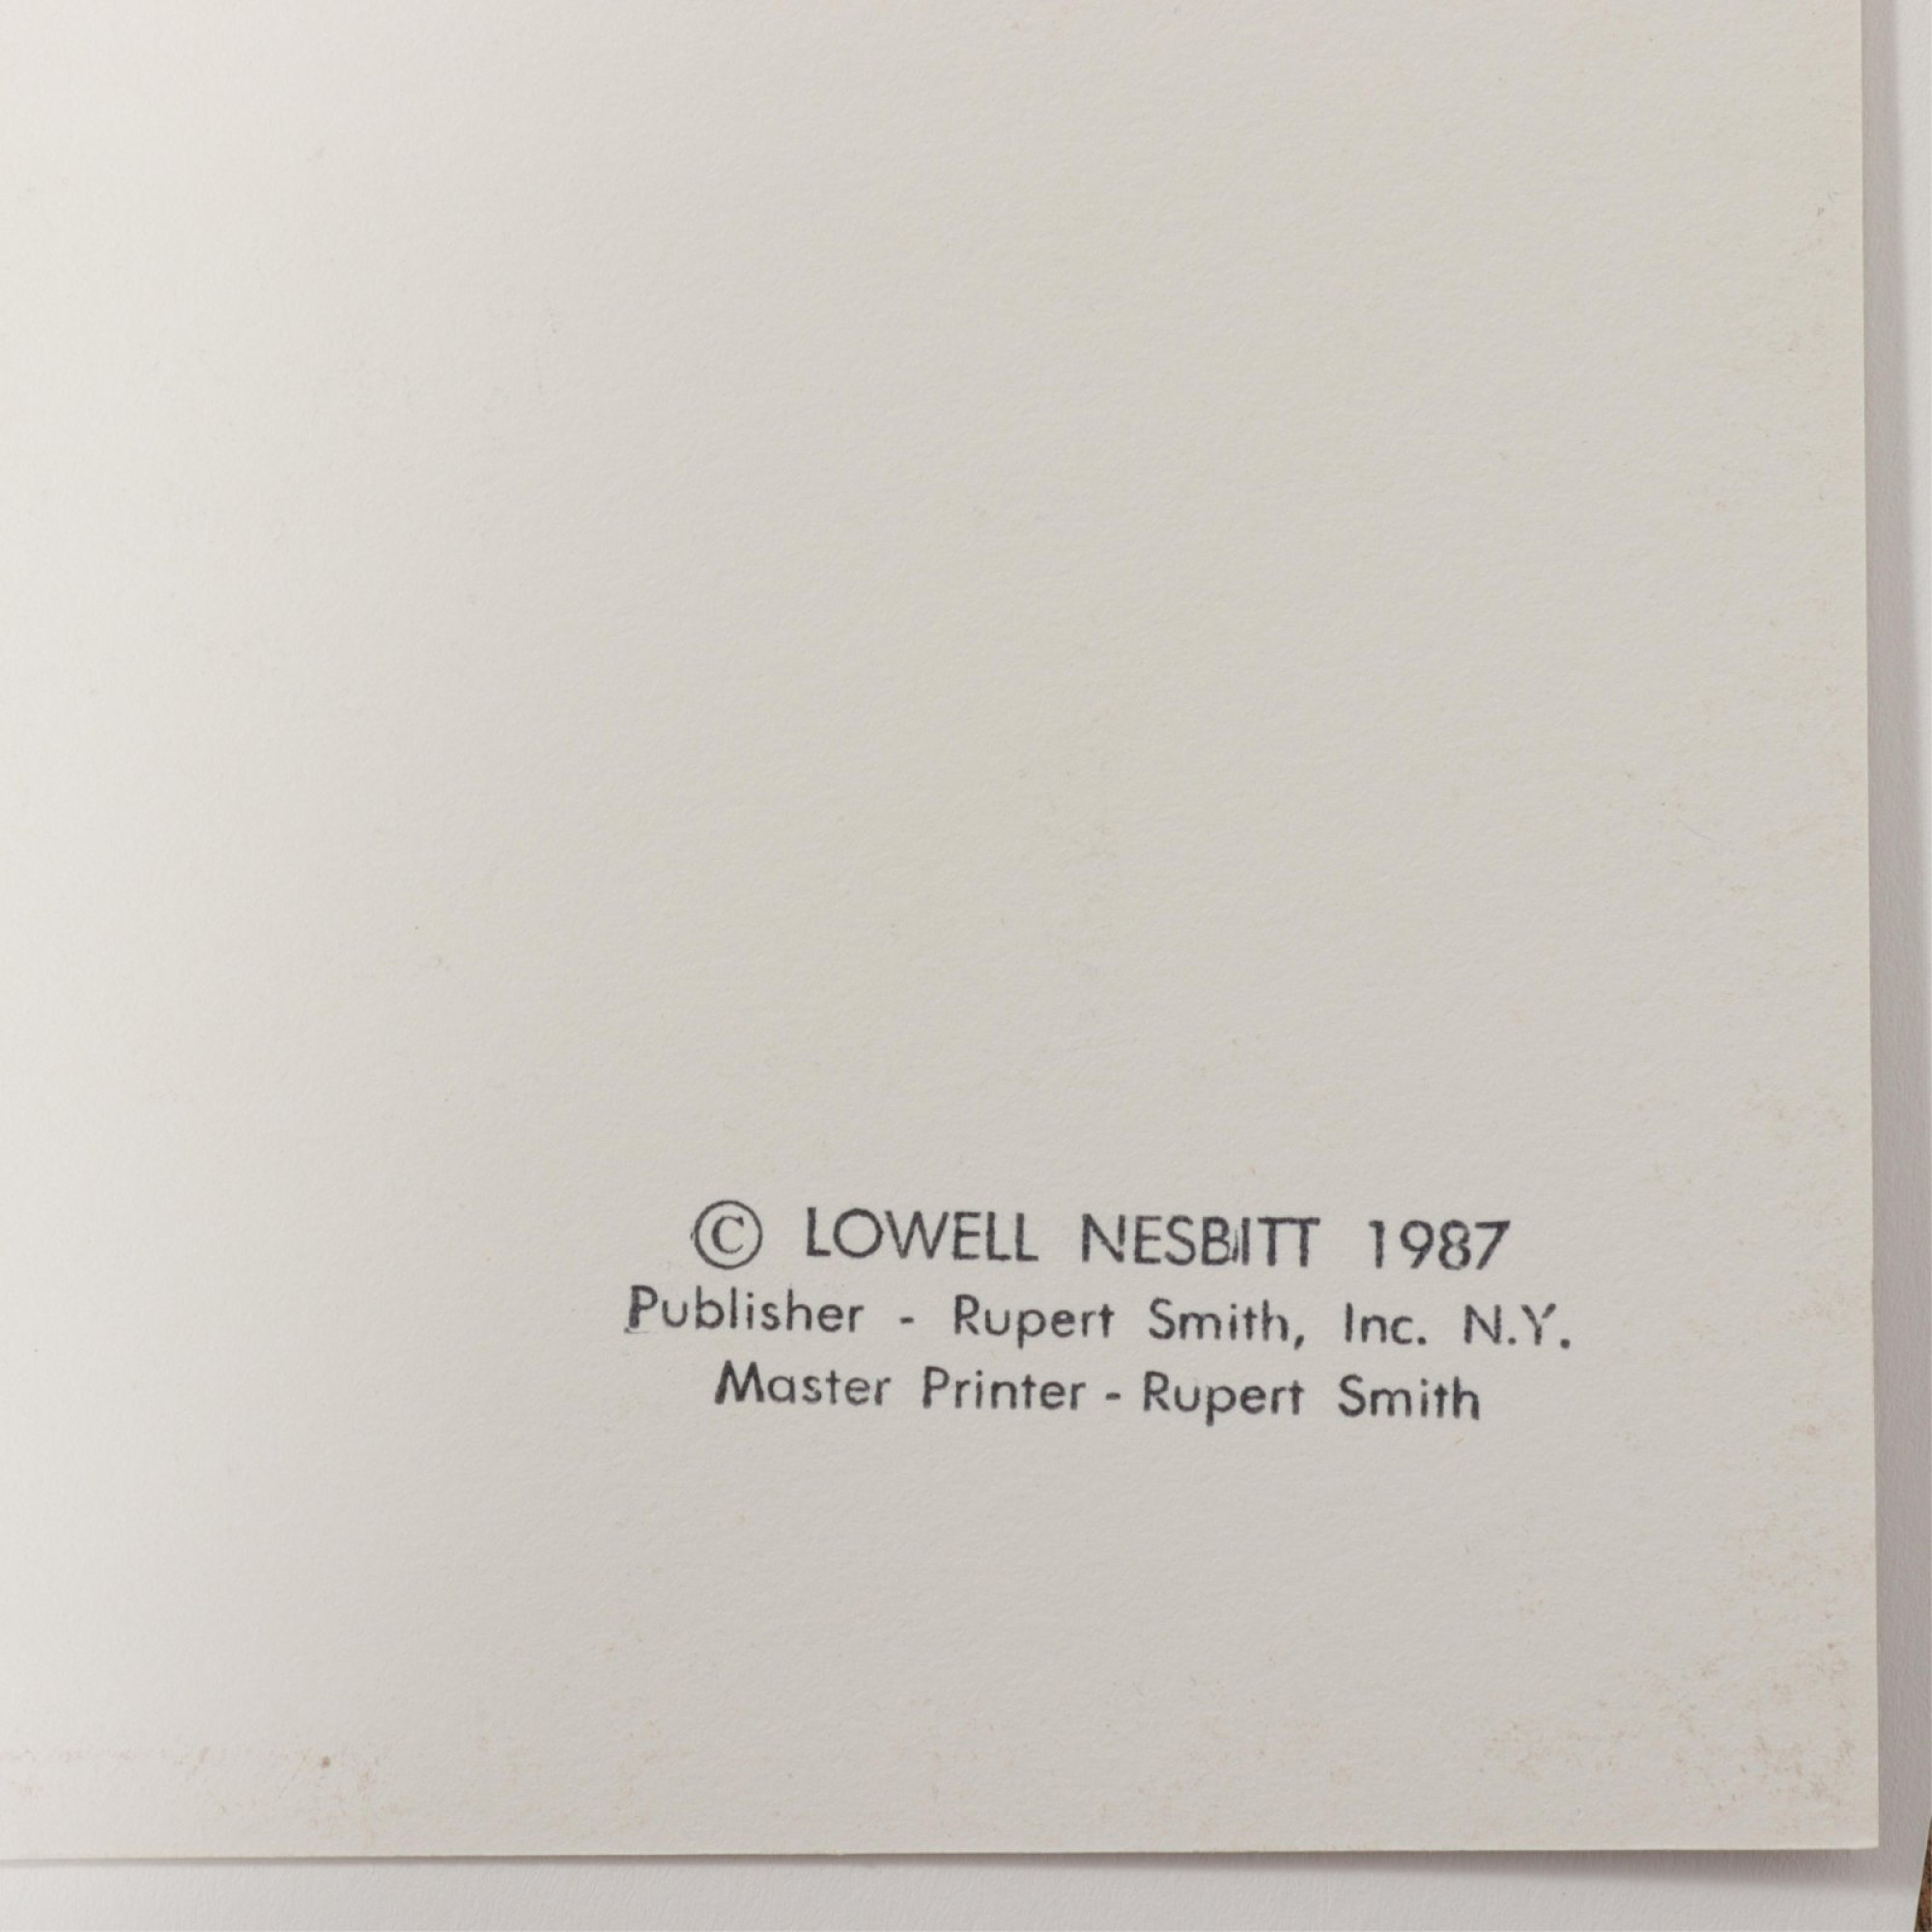 © LOWELL NESBITT 1987
Publisher - Rupert Smith, Inc. N.Y.
Master Printer - Rupert Smith